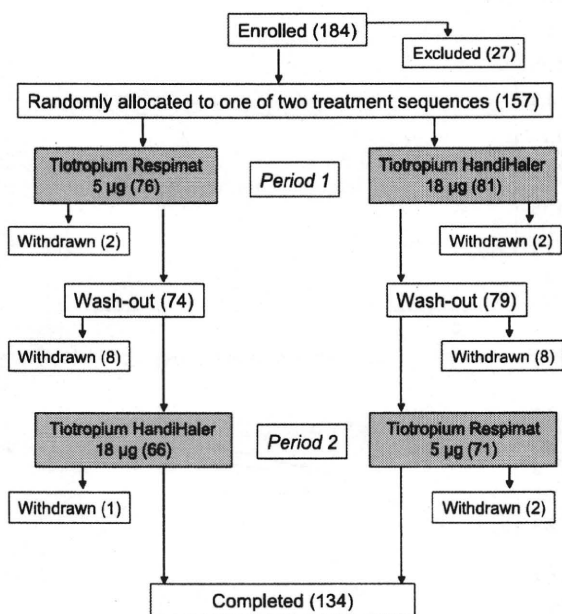 Enrolled (184)
Excluded (27)
Randomly allocated to one of two treatment sequences (157)
Tiotropium Respimat
5 µg (76)
Period 1
Tiotropium HandiHaler
18 µg (81)
Withdrawn (2)
Withdrawn (2)
Wash-out (74)
Wash-out (79)
Withdrawn (8)
Withdrawn (8)
Tiotropium HandiHaler
18 µg (66)
Period 2
Tiotropium Respimat
5 µg (71)
Withdrawn (1)
Withdrawn (2)
Completed (134)